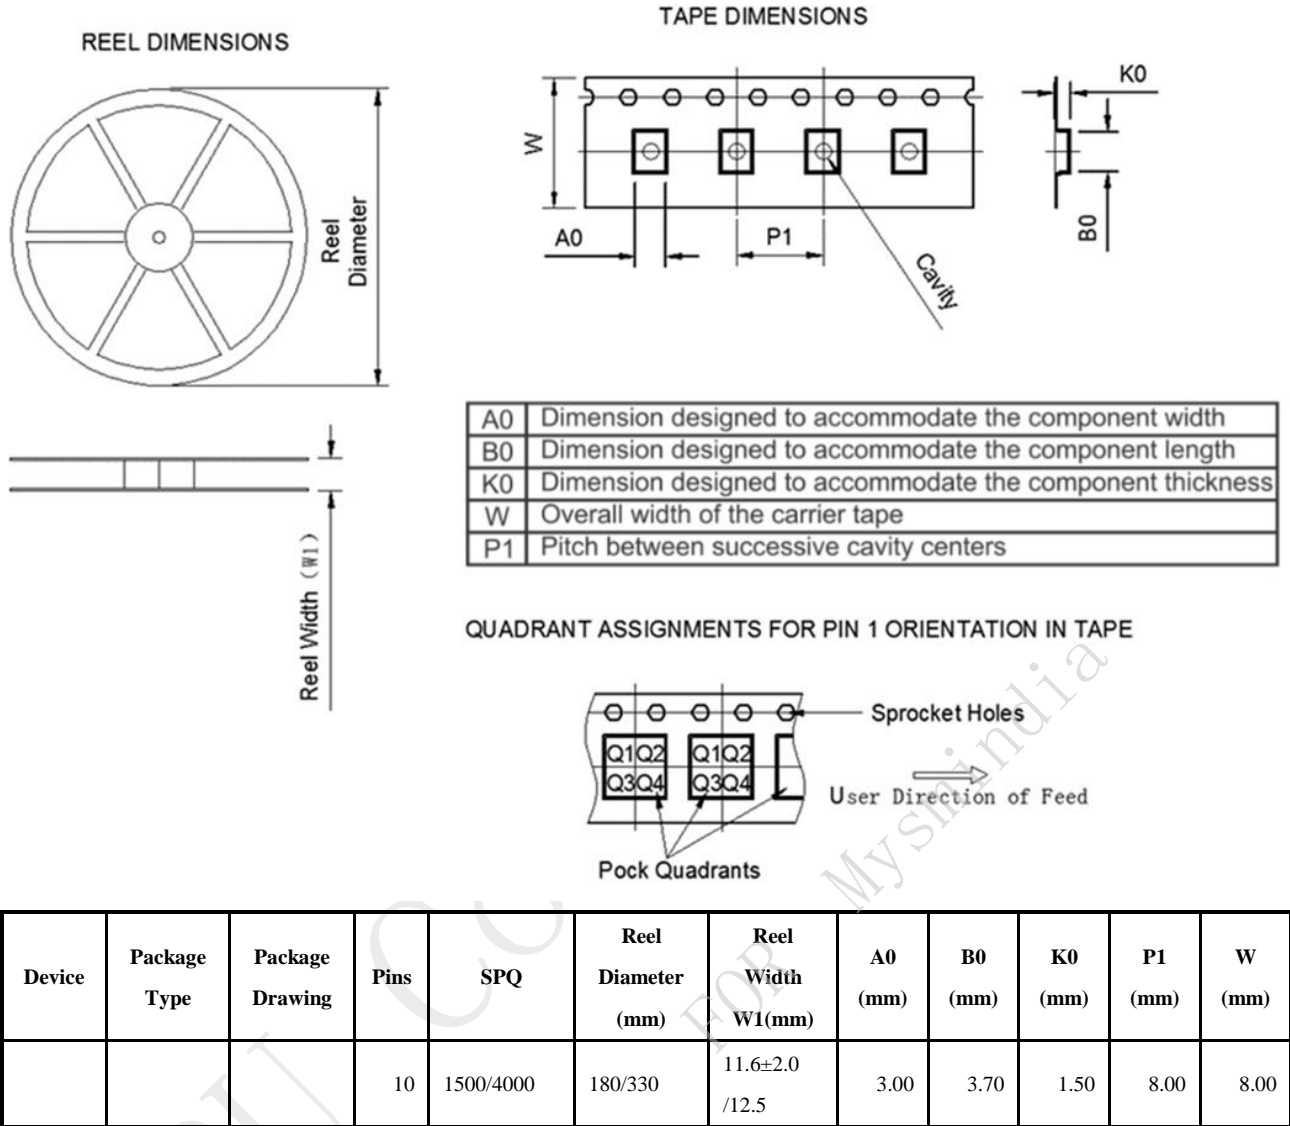 REEL DIMENSIONS
TAPE DIMENSIONS
Reel
Diameter
Reel Width (W1)
W
A0
P1
Cavity
K0
B0
A0 Dimension designed to accommodate the component width
B0 Dimension designed to accommodate the component length
K0 Dimension designed to accommodate the component thickness
W Overall width of the carrier tape
P1 Pitch between successive cavity centers
QUADRANT ASSIGNMENTS FOR PIN 1 ORIENTATION IN TAPE
Sprocket Holes
Q1 Q2 Q1 Q2
Q3 Q4 Q3 Q4
User Direction of Feed
Pock Quadrants
Device Package Type Package Drawing Pins SPQ Reel Diameter (mm) Reel Width W1(mm) A0 (mm) B0 (mm) K0 (mm) P1 (mm) W (mm)
10 1500/4000 180/330 11.6±2.0 /12.5 3.00 3.70 1.50 8.00 8.00
FOR Mysmindia